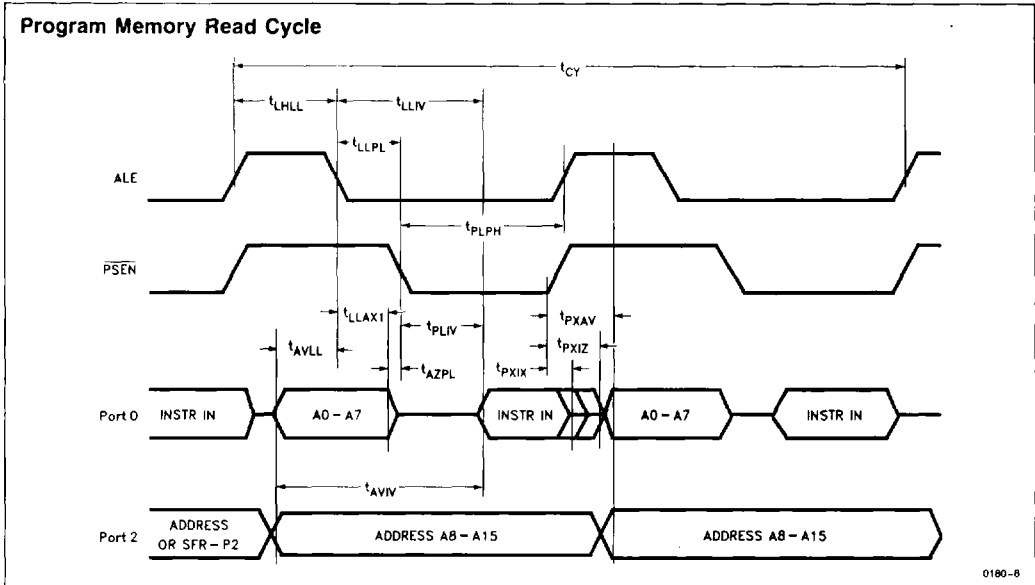 Program Memory Read Cycle
tCY
tLHLL
tLLIV
tLLPL
ALE
tPLPH
PSEN
tLLAX1
tPLIV
tPXAV
tAVLL
tPXIZ
tAZPL
tPXIX
Port 0
INSTR IN
A0-A7
INSTR IN
A0-A7
INSTR IN
tAVIV
Port 2
ADDRESS
OR SFR-P2
ADDRESS A8-A15
ADDRESS A8-A15
0180-8